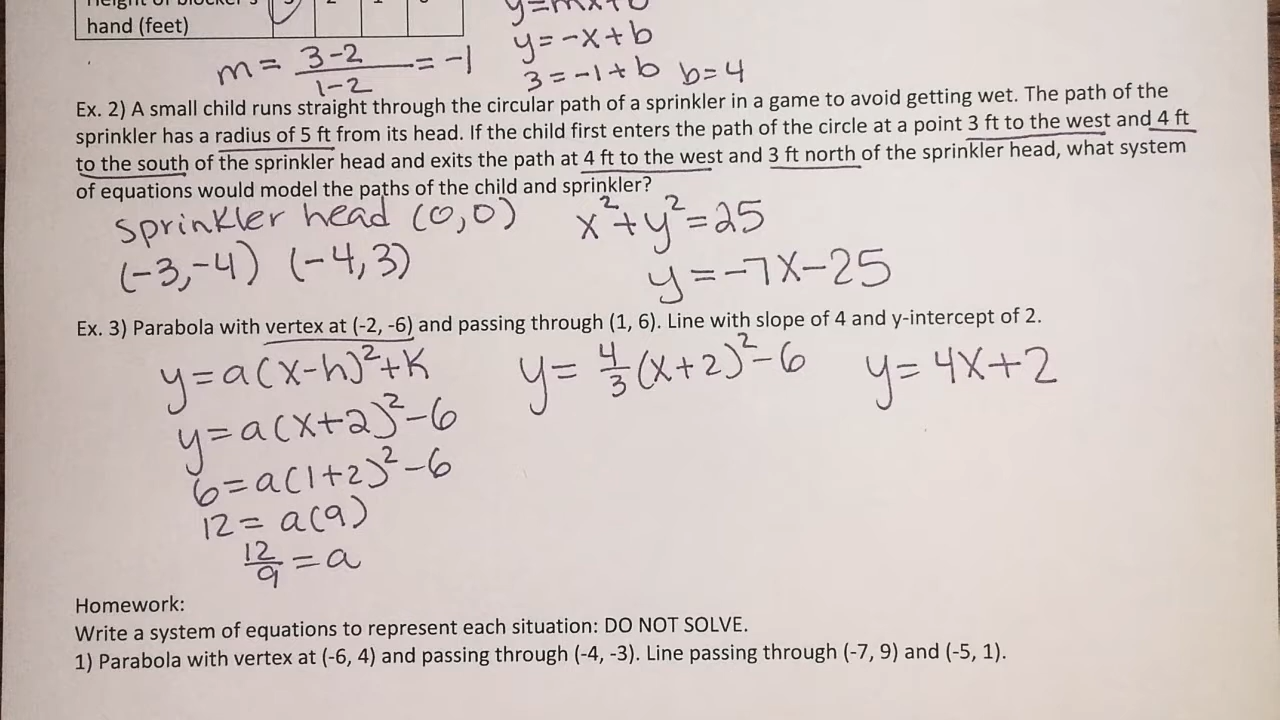 hand (feet)
y=mx+b
m = 3-2 / 1-2 = -1
y=-x+b
3=-1+b b=4
Ex. 2) A small child runs straight through the circular path of a sprinkler in a game to avoid getting wet. The path of the
sprinkler has a radius of 5 ft from its head. If the child first enters the path of the circle at a point 3 ft to the west and 4 ft
to the south of the sprinkler head and exits the path at 4 ft to the west and 3 ft north of the sprinkler head, what system
of equations would model the paths of the child and sprinkler?
sprinkler head (0,0) x²+y²=25
(-3,-4) (-4,3) y=-7x-25
Ex. 3) Parabola with vertex at (-2, -6) and passing through (1, 6). Line with slope of 4 and y-intercept of 2.
y=a(x-h)²+k y= 4/3 (x+2)²-6 y= 4x+2
y=a(x+2)²-6
6=a(1+2)²-6
12= a(9)
12/9 = a
Homework:
Write a system of equations to represent each situation: DO NOT SOLVE.
1) Parabola with vertex at (-6, 4) and passing through (-4, -3). Line passing through (-7, 9) and (-5, 1).